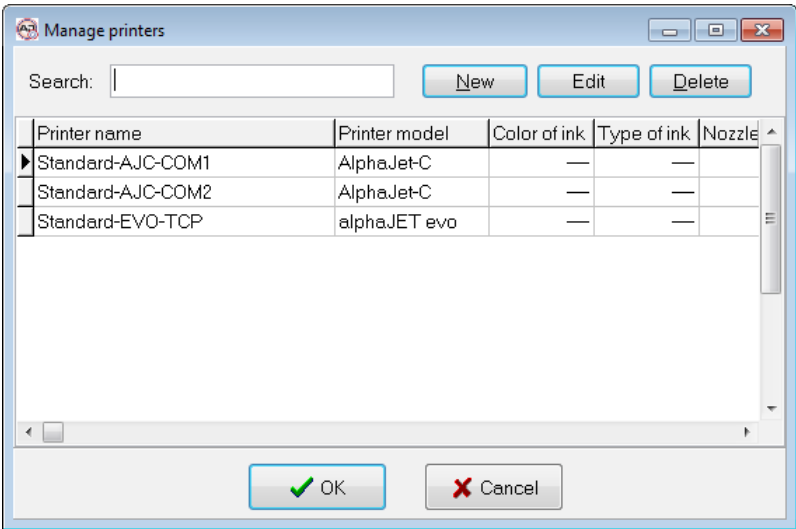 Manage printers
Search: New Edit Delete
Printer name Printer model Color of ink Type of ink Nozzle
Standard-AJC-COM1 AlphaJet-C — —
Standard-AJC-COM2 AlphaJet-C — —
Standard-EVO-TCP alphaJET evo — —
OK Cancel